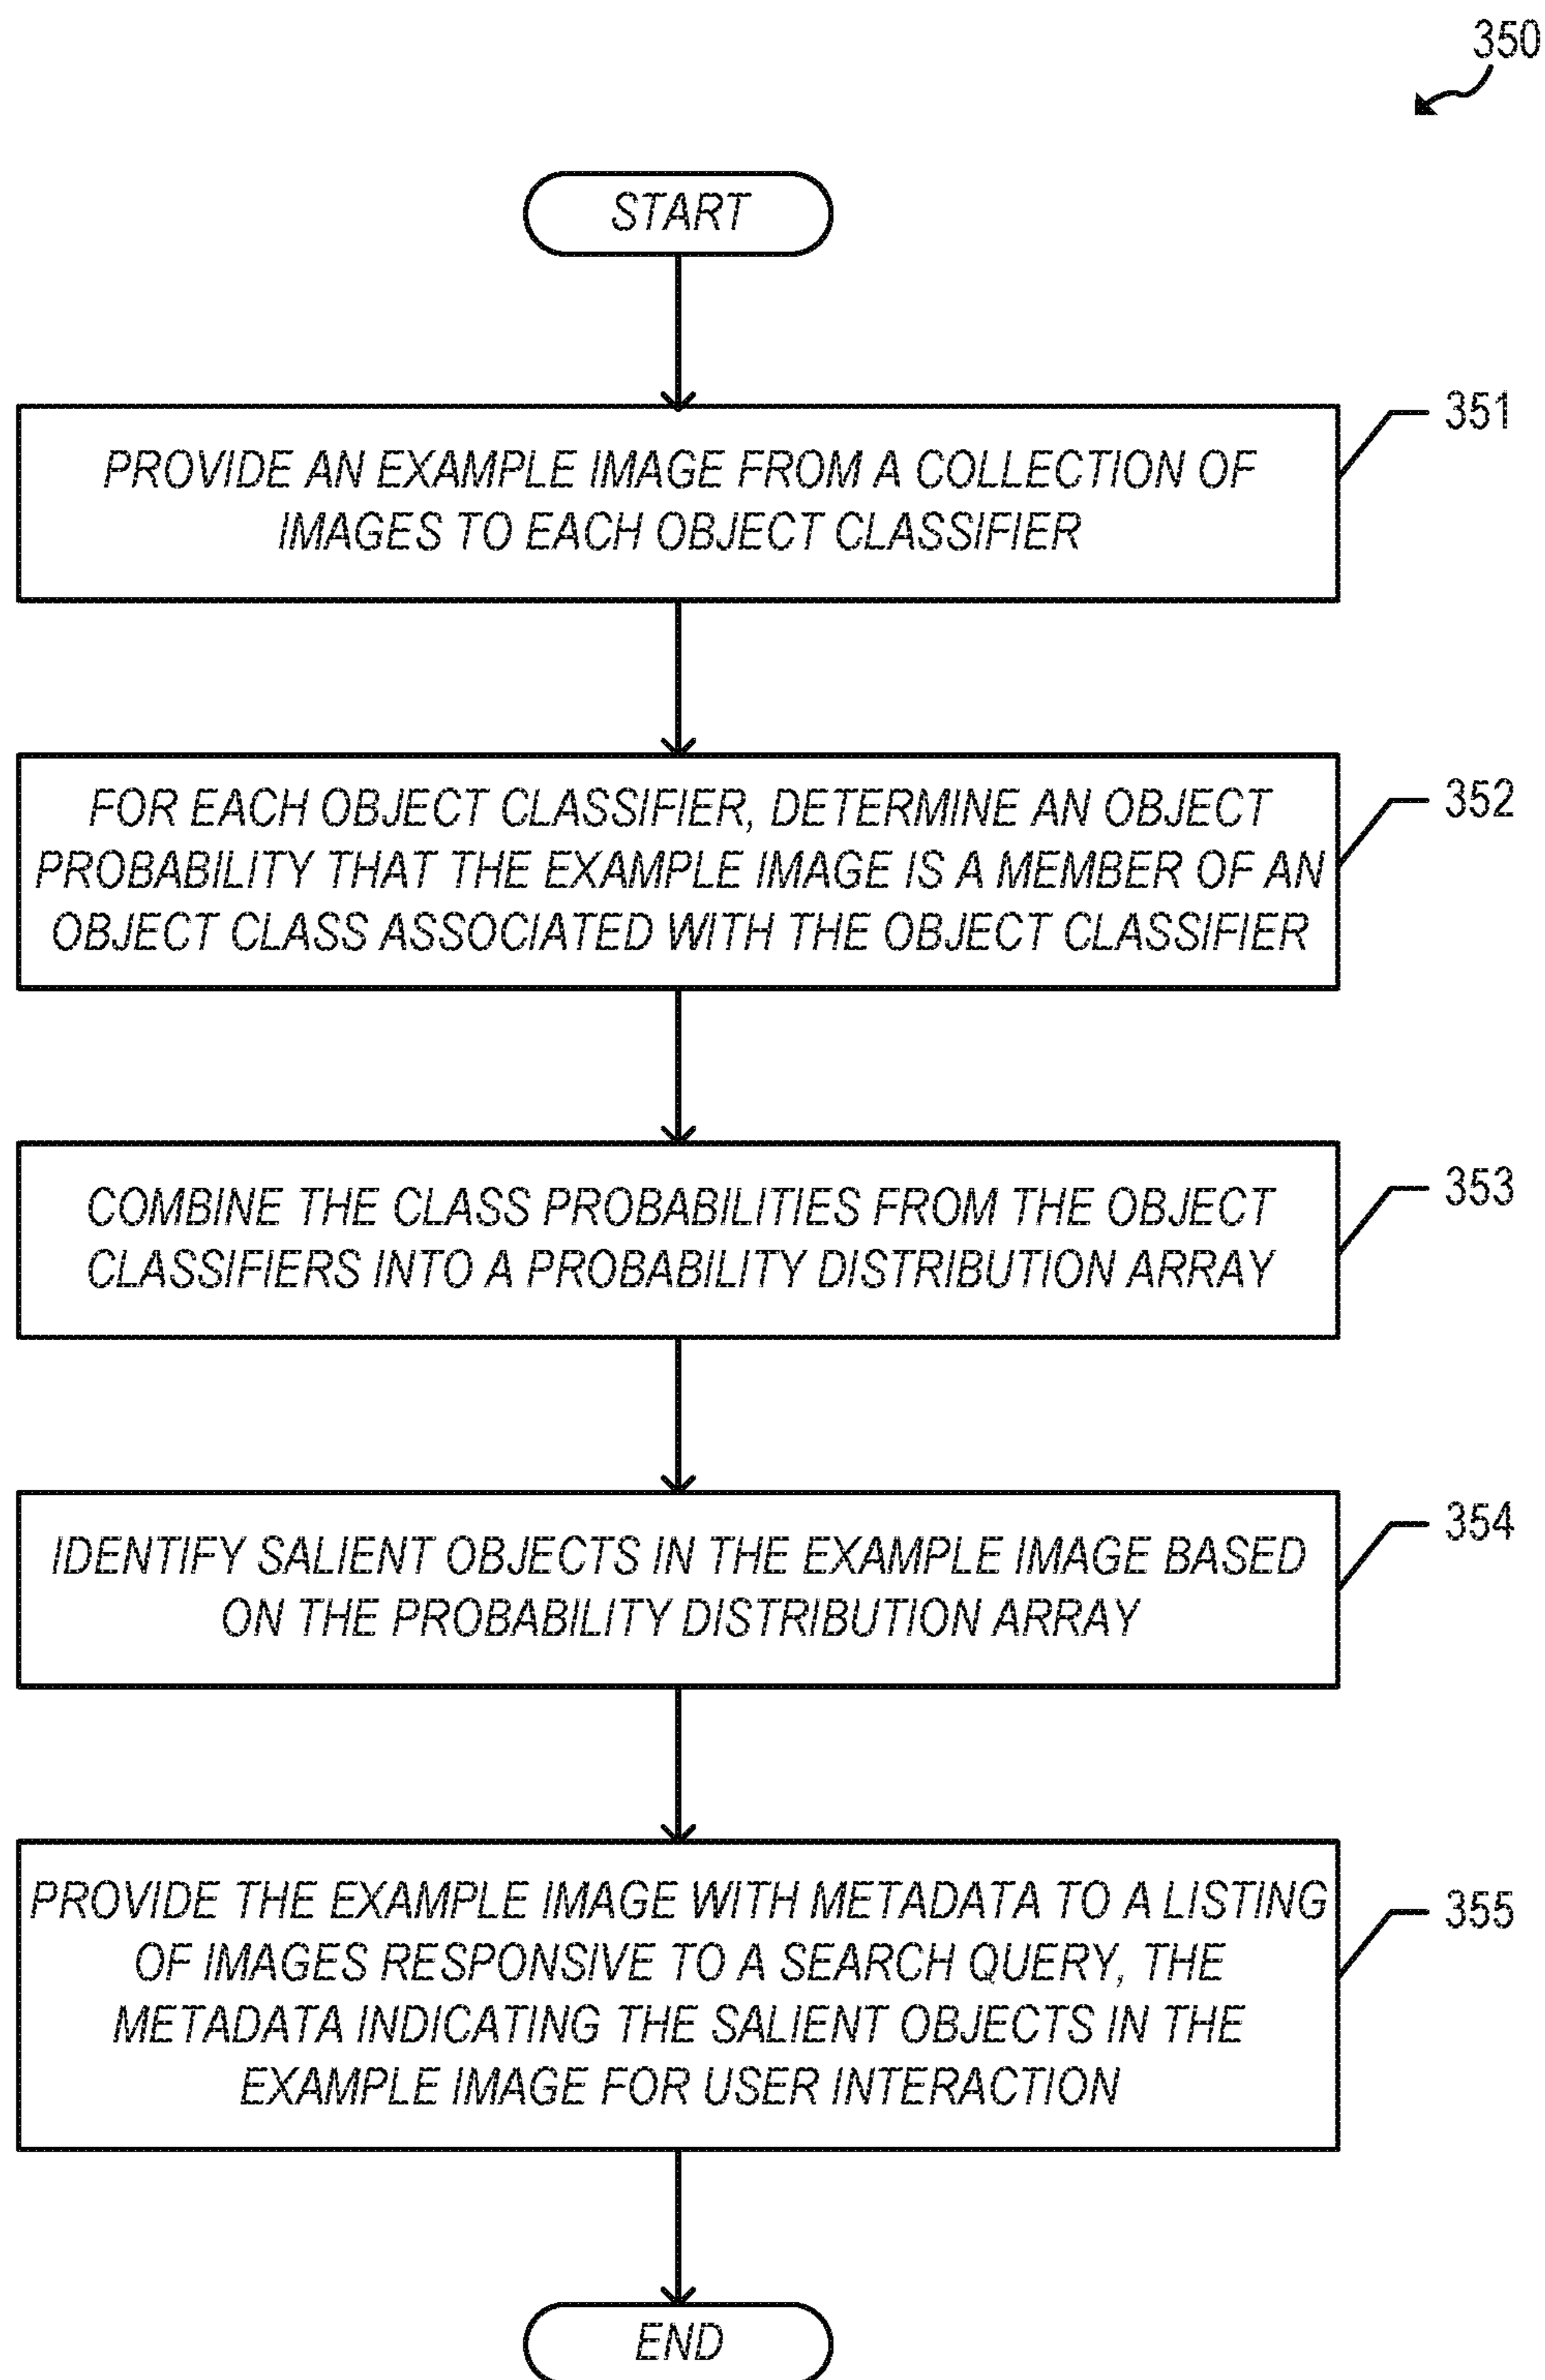 350
START
351
PROVIDE AN EXAMPLE IMAGE FROM A COLLECTION OF
IMAGES TO EACH OBJECT CLASSIFIER
352
FOR EACH OBJECT CLASSIFIER, DETERMINE AN OBJECT
PROBABILITY THAT THE EXAMPLE IMAGE IS A MEMBER OF AN
OBJECT CLASS ASSOCIATED WITH THE OBJECT CLASSIFIER
353
COMBINE THE CLASS PROBABILITIES FROM THE OBJECT
CLASSIFIERS INTO A PROBABILITY DISTRIBUTION ARRAY
354
IDENTIFY SALIENT OBJECTS IN THE EXAMPLE IMAGE BASED
ON THE PROBABILITY DISTRIBUTION ARRAY
355
PROVIDE THE EXAMPLE IMAGE WITH METADATA TO A LISTING
OF IMAGES RESPONSIVE TO A SEARCH QUERY, THE
METADATA INDICATING THE SALIENT OBJECTS IN THE
EXAMPLE IMAGE FOR USER INTERACTION
END